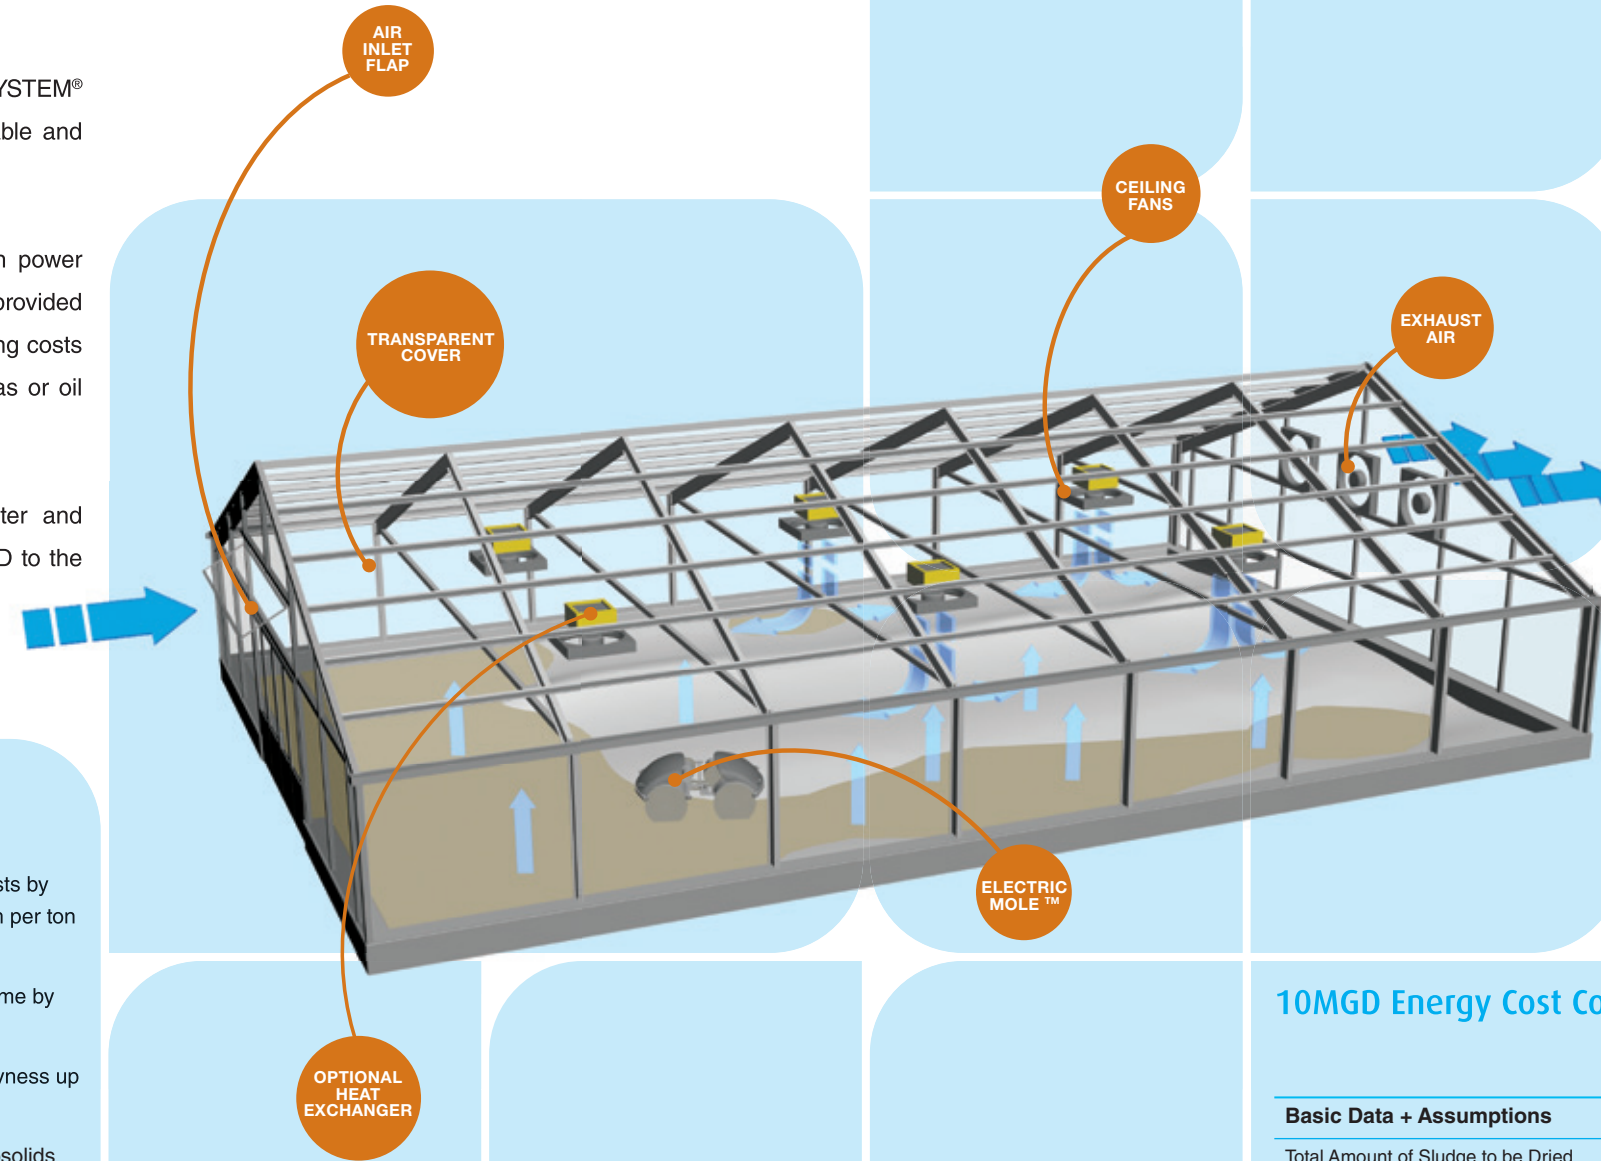 AIR
INLET
FLAP
YSTEM®
able and
CEILING
FANS
n power
provided
ng costs
as or oil
TRANSPARENT
COVER
EXHAUST
AIR
ter and
D to the
ELECTRIC
MOLE ™
sts by
n per ton
me by
yness up
solids
OPTIONAL
HEAT
EXCHANGER
10MGD Energy Cost Co
Basic Data + Assumptions
Total Amount of Sludge to be Dried